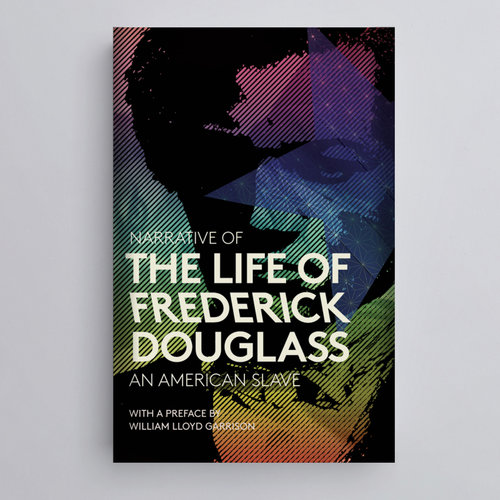 NARRATIVE OF
THE LIFE OF
FREDERICK
DOUGLASS
AN AMERICAN SLAVE
WITH A PREFACE BY
WILLIAM LLOYD GARRISON